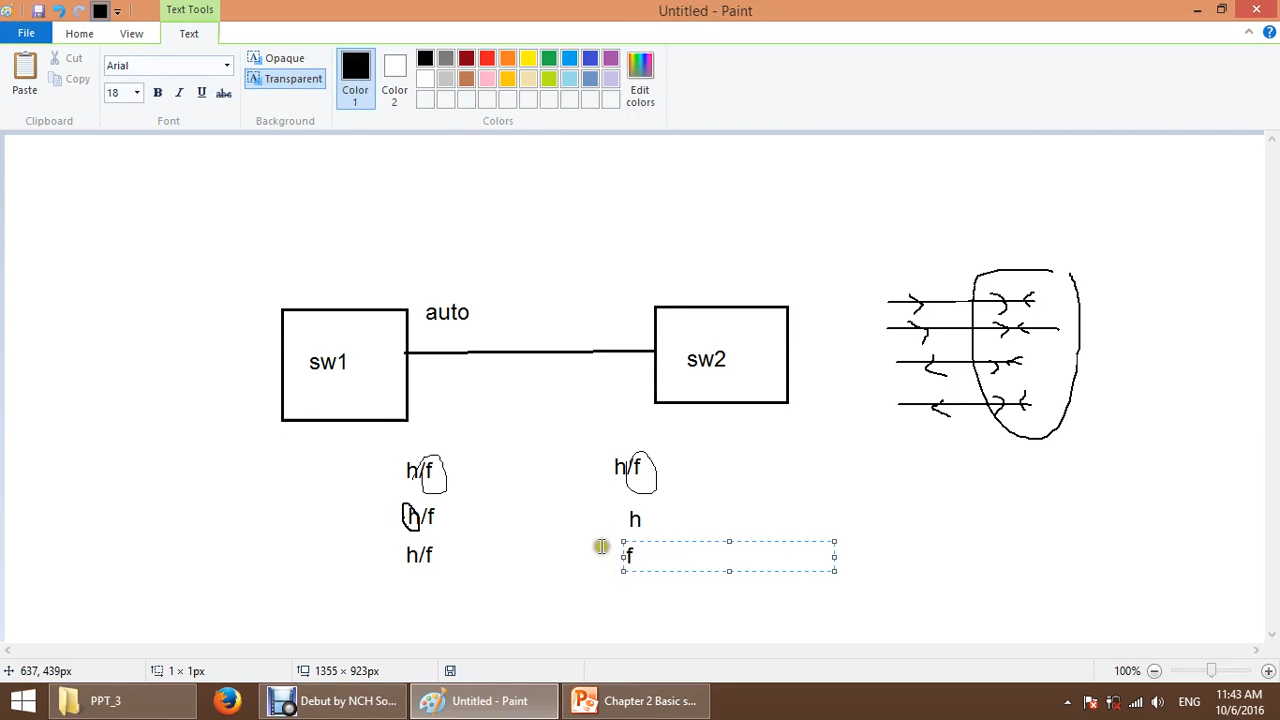 Text Tools
Untitled - Paint
File
Home
View
Text
Paste
Cut
Copy
Clipboard
Arial
18
B I U abc
Font
Opaque
Transparent
Background
Color 1
Color 2
Edit colors
Colors
auto
sw1
sw2
h/f h/f
h/f h
h/f f
637, 439px
1 × 1px
1355 × 923px
100%
PPT_3
Debut by NCH So...
Untitled - Paint
Chapter 2 Basic s...
ENG
11:43 AM
10/6/2016